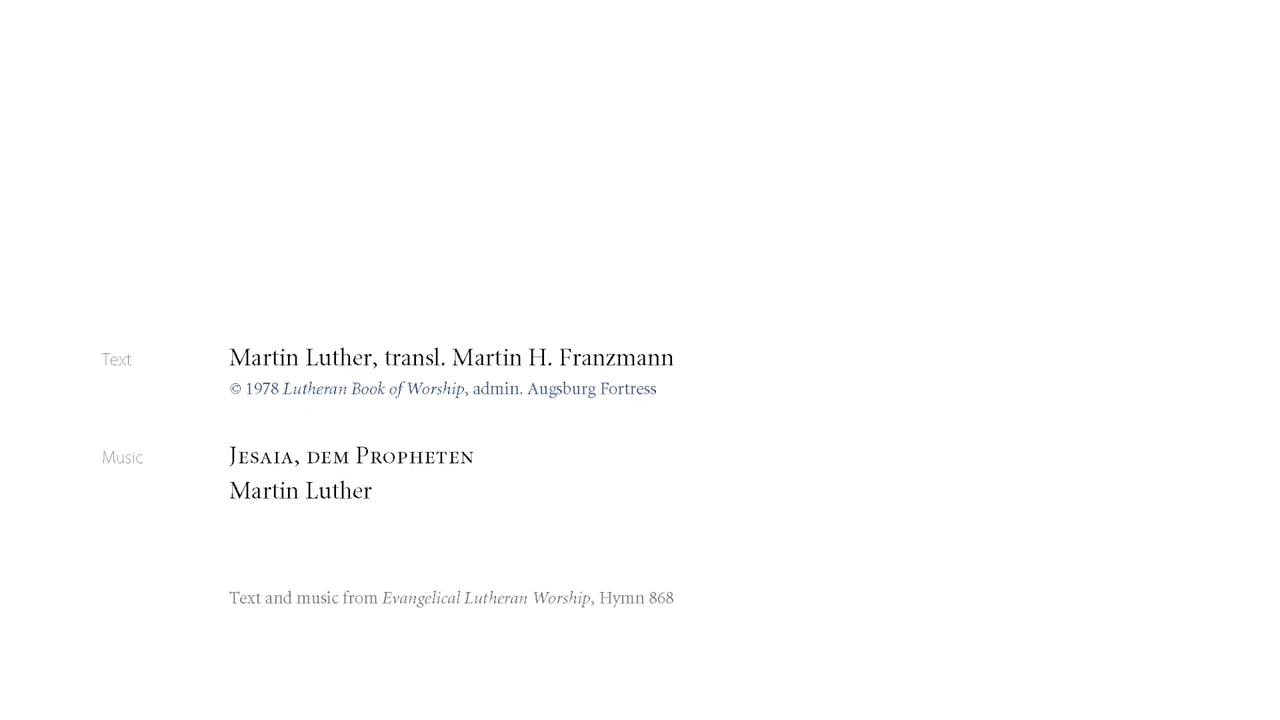 Text
Martin Luther, transl. Martin H. Franzmann
© 1978 Lutheran Book of Worship, admin. Augsburg Fortress
Music
Jesaia, dem Propheten
Martin Luther
Text and music from Evangelical Lutheran Worship, Hymn 868